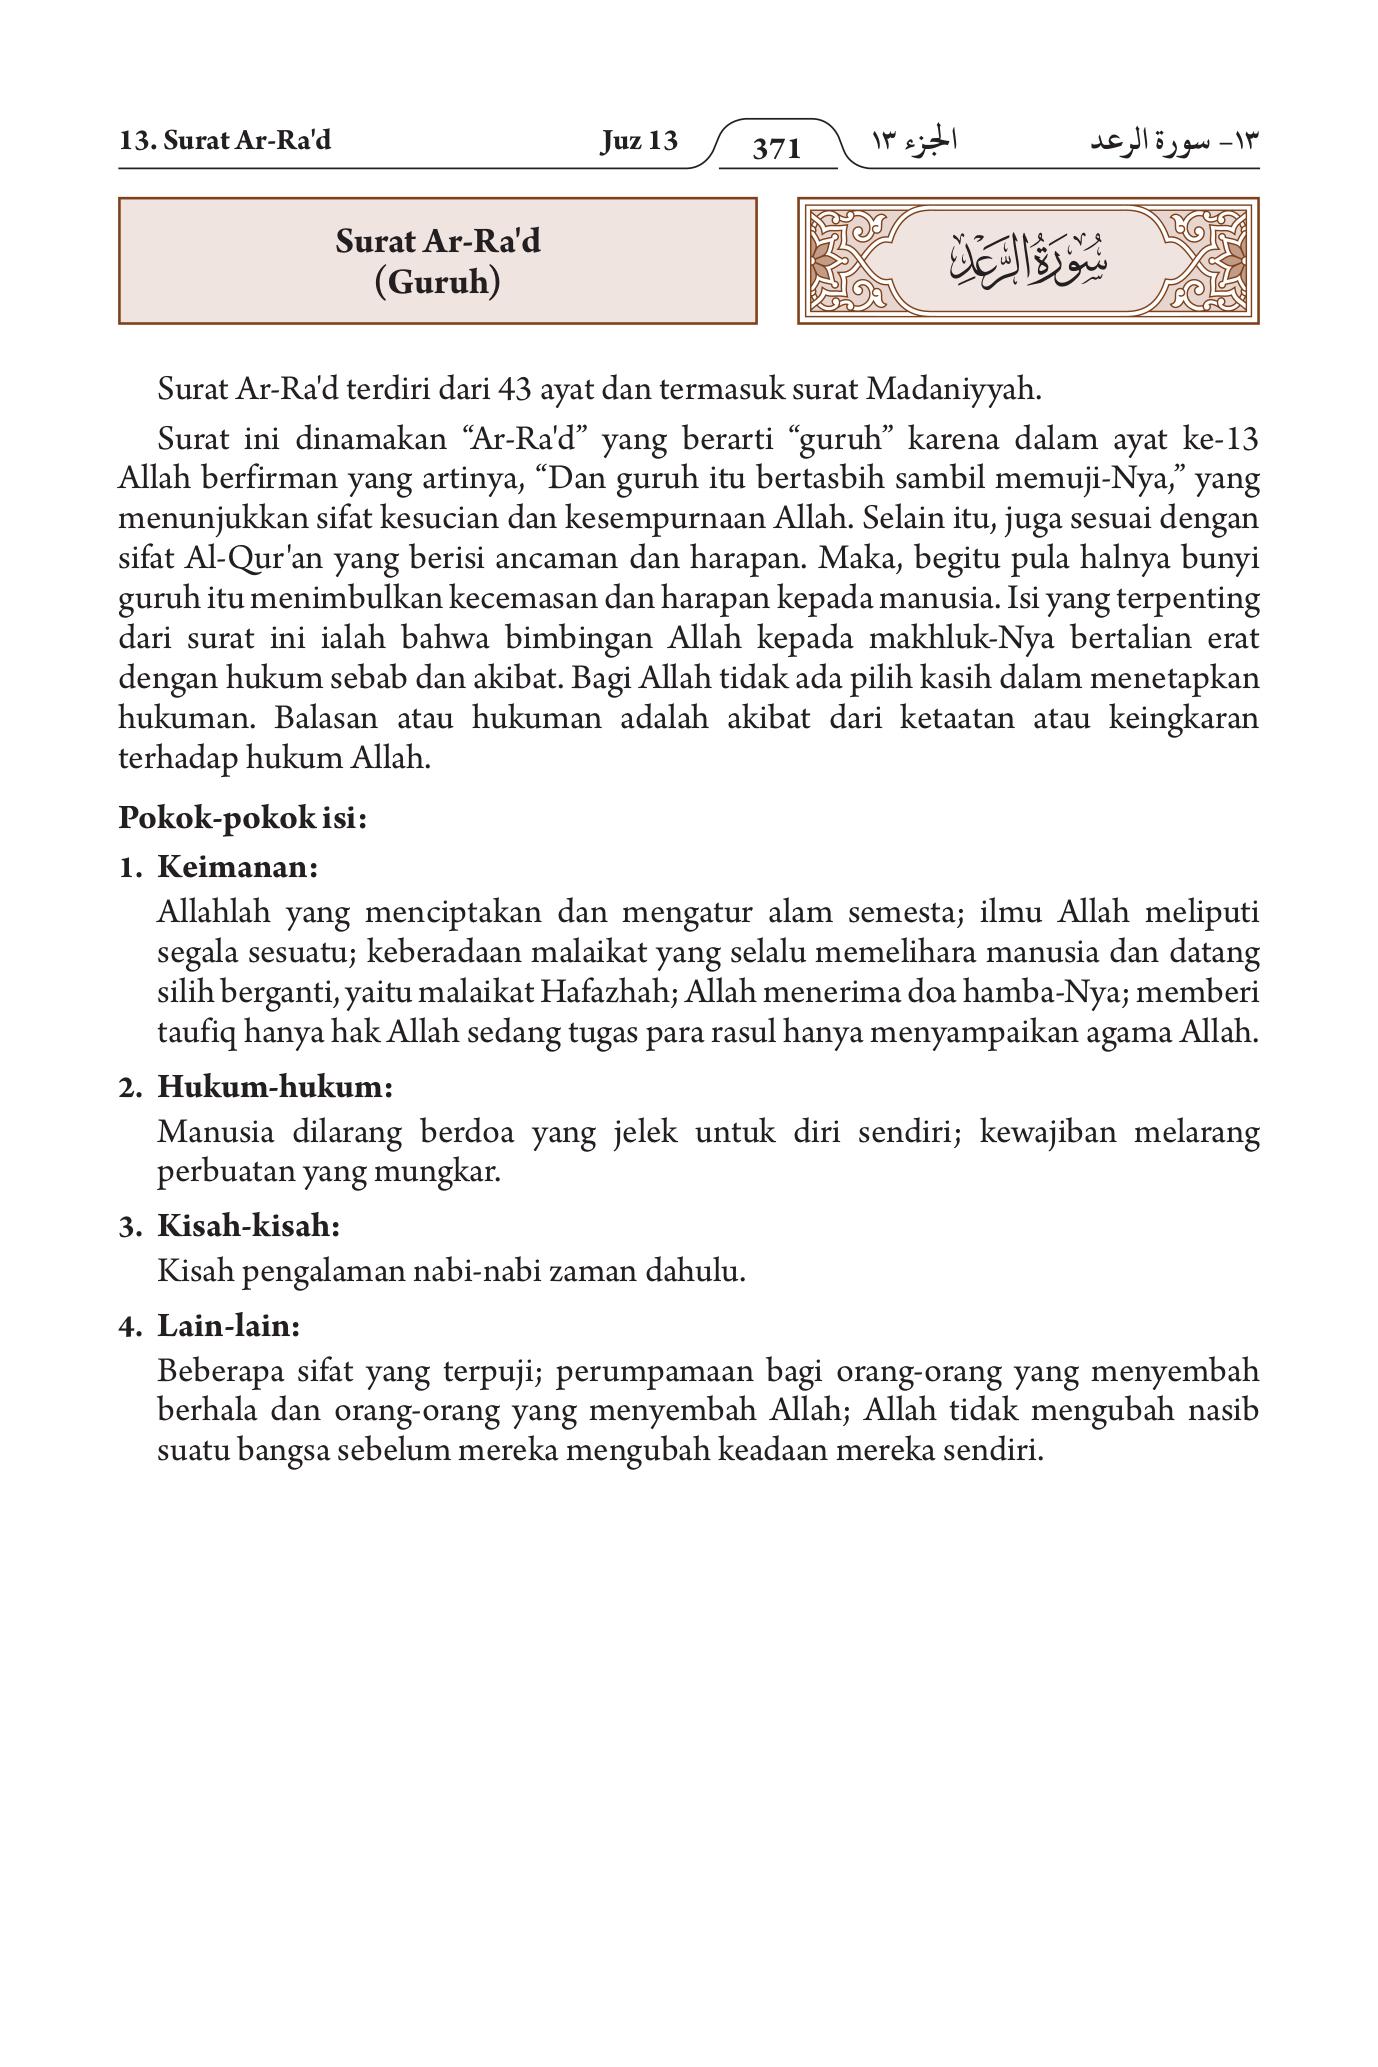 13. Surat Ar-Ra'd Juz 13 371 الجزء ١٣ ١٣- سورة الرعد
Surat Ar-Ra'd
(Guruh)
سُوْرَةُ الرَّعْدِ
Surat Ar-Ra'd terdiri dari 43 ayat dan termasuk surat Madaniyyah.
Surat ini dinamakan “Ar-Ra'd” yang berarti “guruh” karena dalam ayat ke-13
Allah berfirman yang artinya, “Dan guruh itu bertasbih sambil memuji-Nya,” yang
menunjukkan sifat kesucian dan kesempurnaan Allah. Selain itu, juga sesuai dengan
sifat Al-Qur'an yang berisi ancaman dan harapan. Maka, begitu pula halnya bunyi
guruh itu menimbulkan kecemasan dan harapan kepada manusia. Isi yang terpenting
dari surat ini ialah bahwa bimbingan Allah kepada makhluk-Nya bertalian erat
dengan hukum sebab dan akibat. Bagi Allah tidak ada pilih kasih dalam menetapkan
hukuman. Balasan atau hukuman adalah akibat dari ketaatan atau keingkaran
terhadap hukum Allah.
Pokok-pokok isi:
1. Keimanan:
Allahlah yang menciptakan dan mengatur alam semesta; ilmu Allah meliputi
segala sesuatu; keberadaan malaikat yang selalu memelihara manusia dan datang
silih berganti, yaitu malaikat Hafazhah; Allah menerima doa hamba-Nya; memberi
taufiq hanya hak Allah sedang tugas para rasul hanya menyampaikan agama Allah.
2. Hukum-hukum:
Manusia dilarang berdoa yang jelek untuk diri sendiri; kewajiban melarang
perbuatan yang mungkar.
3. Kisah-kisah:
Kisah pengalaman nabi-nabi zaman dahulu.
4. Lain-lain:
Beberapa sifat yang terpuji; perumpamaan bagi orang-orang yang menyembah
berhala dan orang-orang yang menyembah Allah; Allah tidak mengubah nasib
suatu bangsa sebelum mereka mengubah keadaan mereka sendiri.